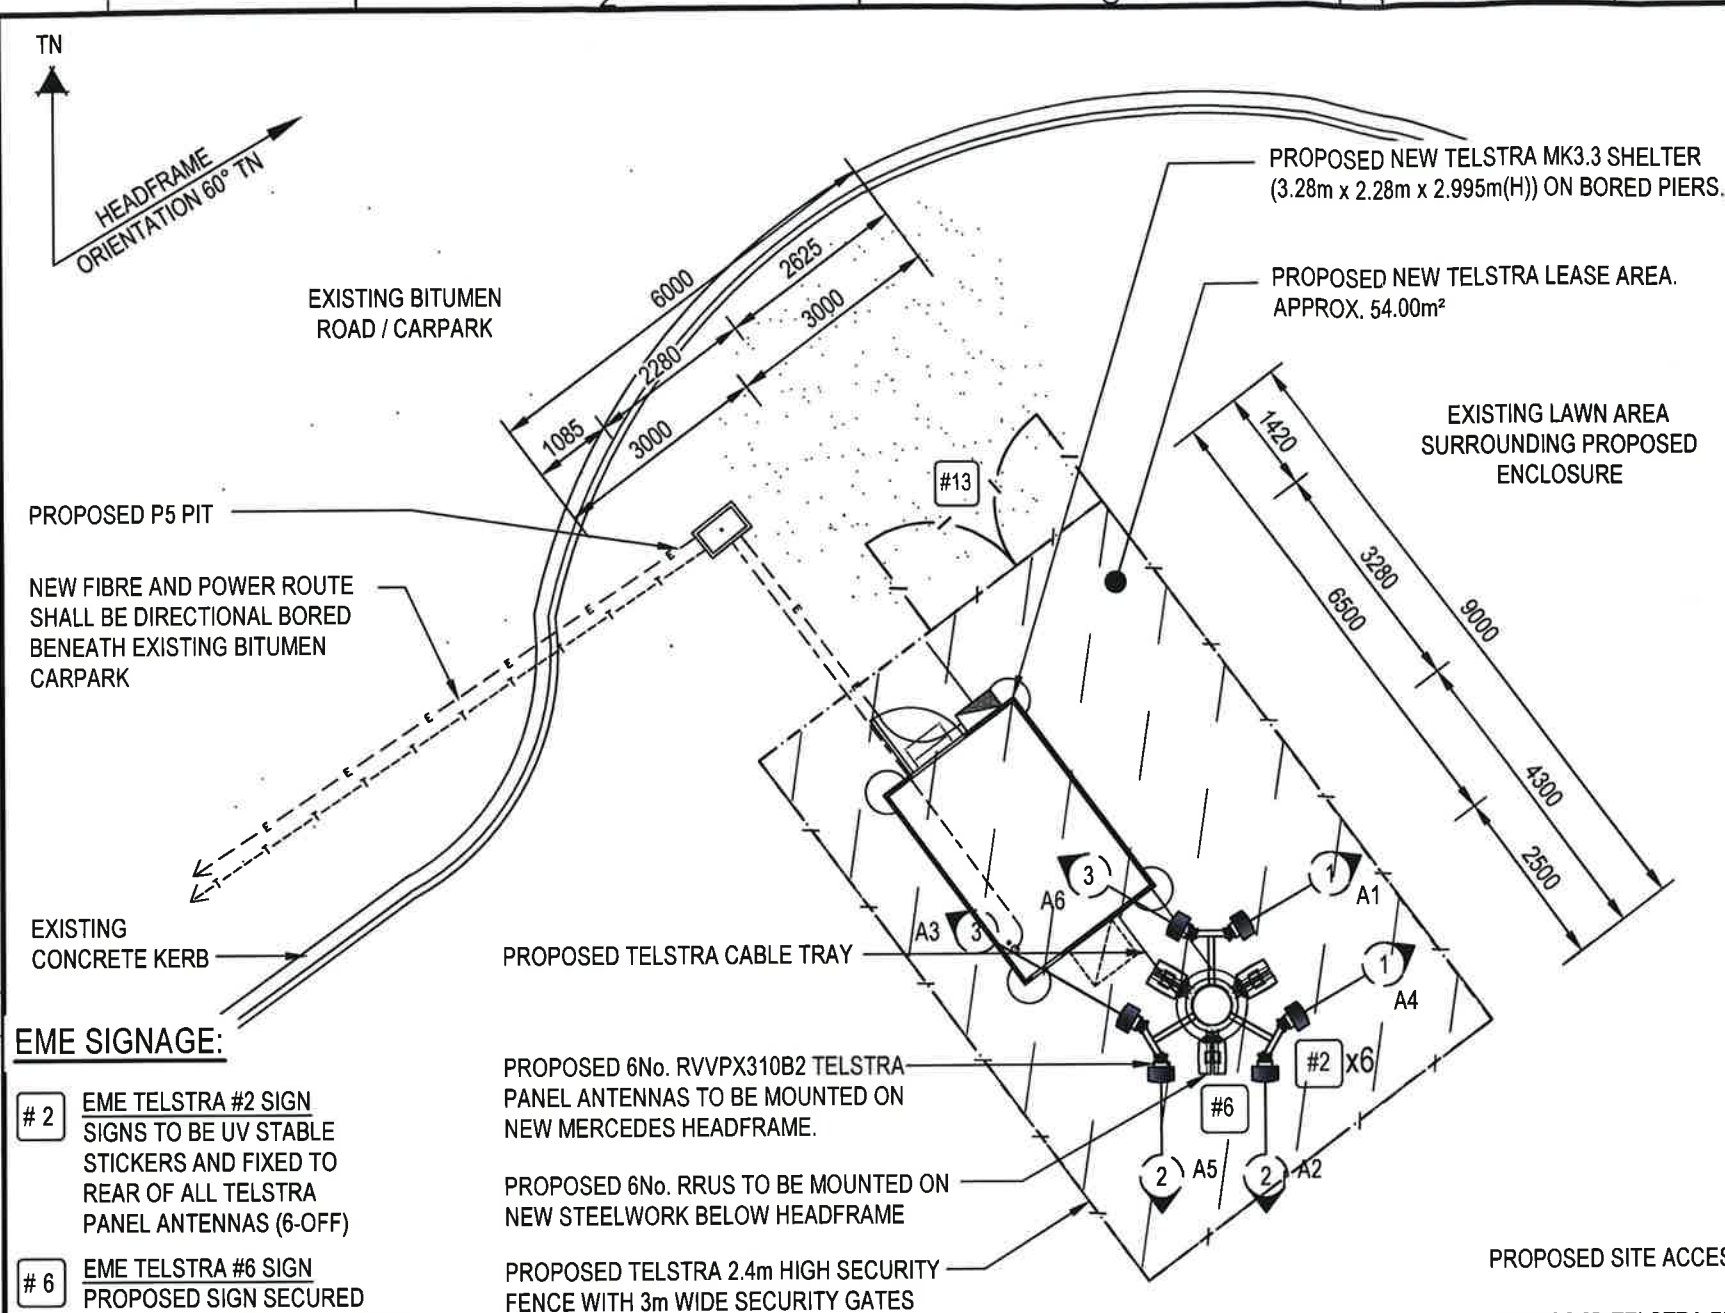 TN
HEADFRAME
ORIENTATION 60° TN
EXISTING BITUMEN
ROAD / CARPARK
6000
2625
3000
2280
1085
3000
PROPOSED NEW TELSTRA MK3.3 SHELTER
(3.28m x 2.28m x 2.995m(H)) ON BORED PIERS.
PROPOSED NEW TELSTRA LEASE AREA.
APPROX. 54.00m²
EXISTING LAWN AREA
SURROUNDING PROPOSED
ENCLOSURE
1420
3280
6500
9000
4300
2500
#13
PROPOSED P5 PIT
NEW FIBRE AND POWER ROUTE
SHALL BE DIRECTIONAL BORED
BENEATH EXISTING BITUMEN
CARPARK
E
T
EXISTING
CONCRETE KERB
3
A6
A3
3
1
A1
1
A4
PROPOSED TELSTRA CABLE TRAY
#2 x6
#6
2 A5
2 A2
EME SIGNAGE:
# 2
EME TELSTRA #2 SIGN
SIGNS TO BE UV STABLE
STICKERS AND FIXED TO
REAR OF ALL TELSTRA
PANEL ANTENNAS (6-OFF)
# 6
EME TELSTRA #6 SIGN
PROPOSED SIGN SECURED
PROPOSED 6No. RVVPX310B2 TELSTRA
PANEL ANTENNAS TO BE MOUNTED ON
NEW MERCEDES HEADFRAME.
PROPOSED 6No. RRUS TO BE MOUNTED ON
NEW STEELWORK BELOW HEADFRAME
PROPOSED TELSTRA 2.4m HIGH SECURITY
FENCE WITH 3m WIDE SECURITY GATES
PROPOSED SITE ACCES